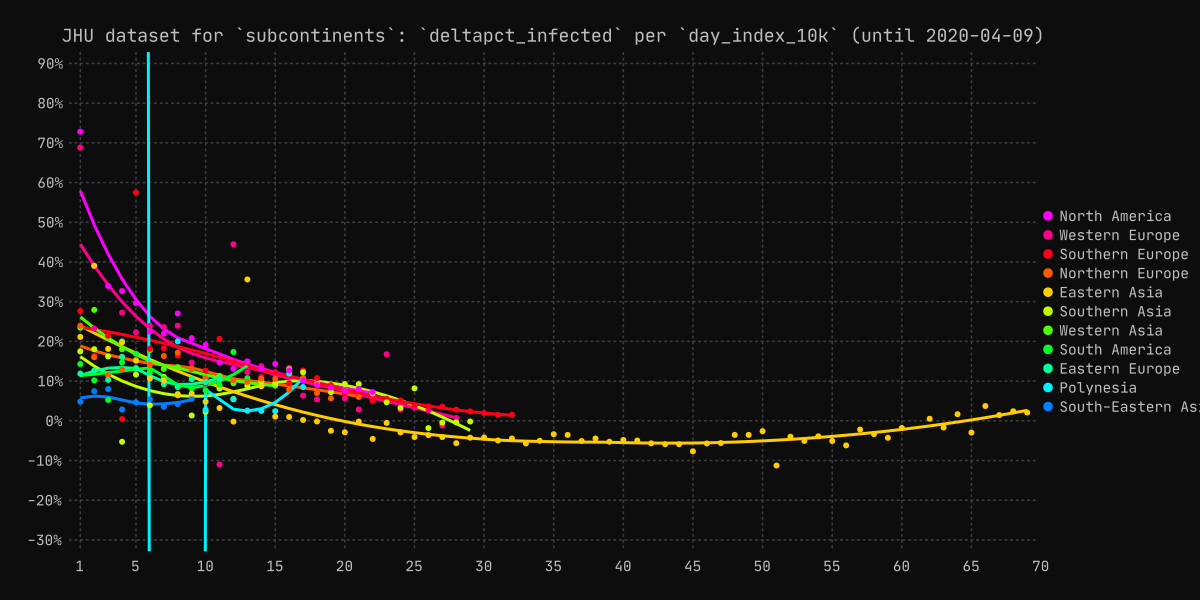 JHU dataset for `subcontinents`: `deltapct_infected` per `day_index_10k` (until 2020-04-09)
90%
80%
70%
60%
50%
40%
30%
20%
10%
0%
-10%
-20%
-30%
1 5 10 15 20 25 30 35 40 45 50 55 60 65 70
North America
Western Europe
Southern Europe
Northern Europe
Eastern Asia
Southern Asia
Western Asia
South America
Eastern Europe
Polynesia
South-Eastern Asi